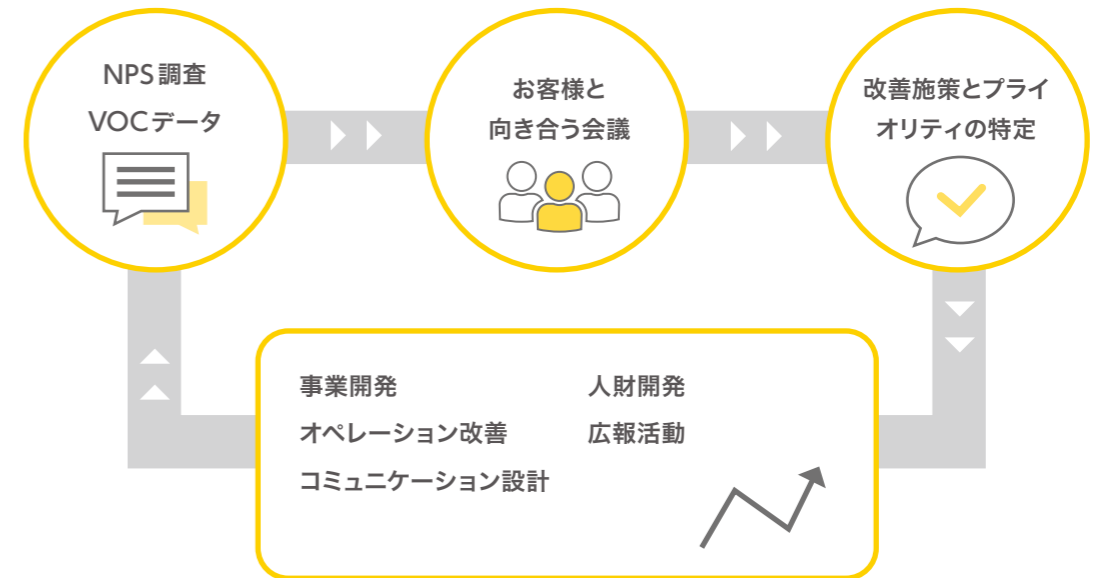 NPS調査
VOCデータ
お客様と
向き合う会議
改善施策とプライ
オリティの特定
事業開発
オペレーション改善
コミュニケーション設計
人財開発
広報活動